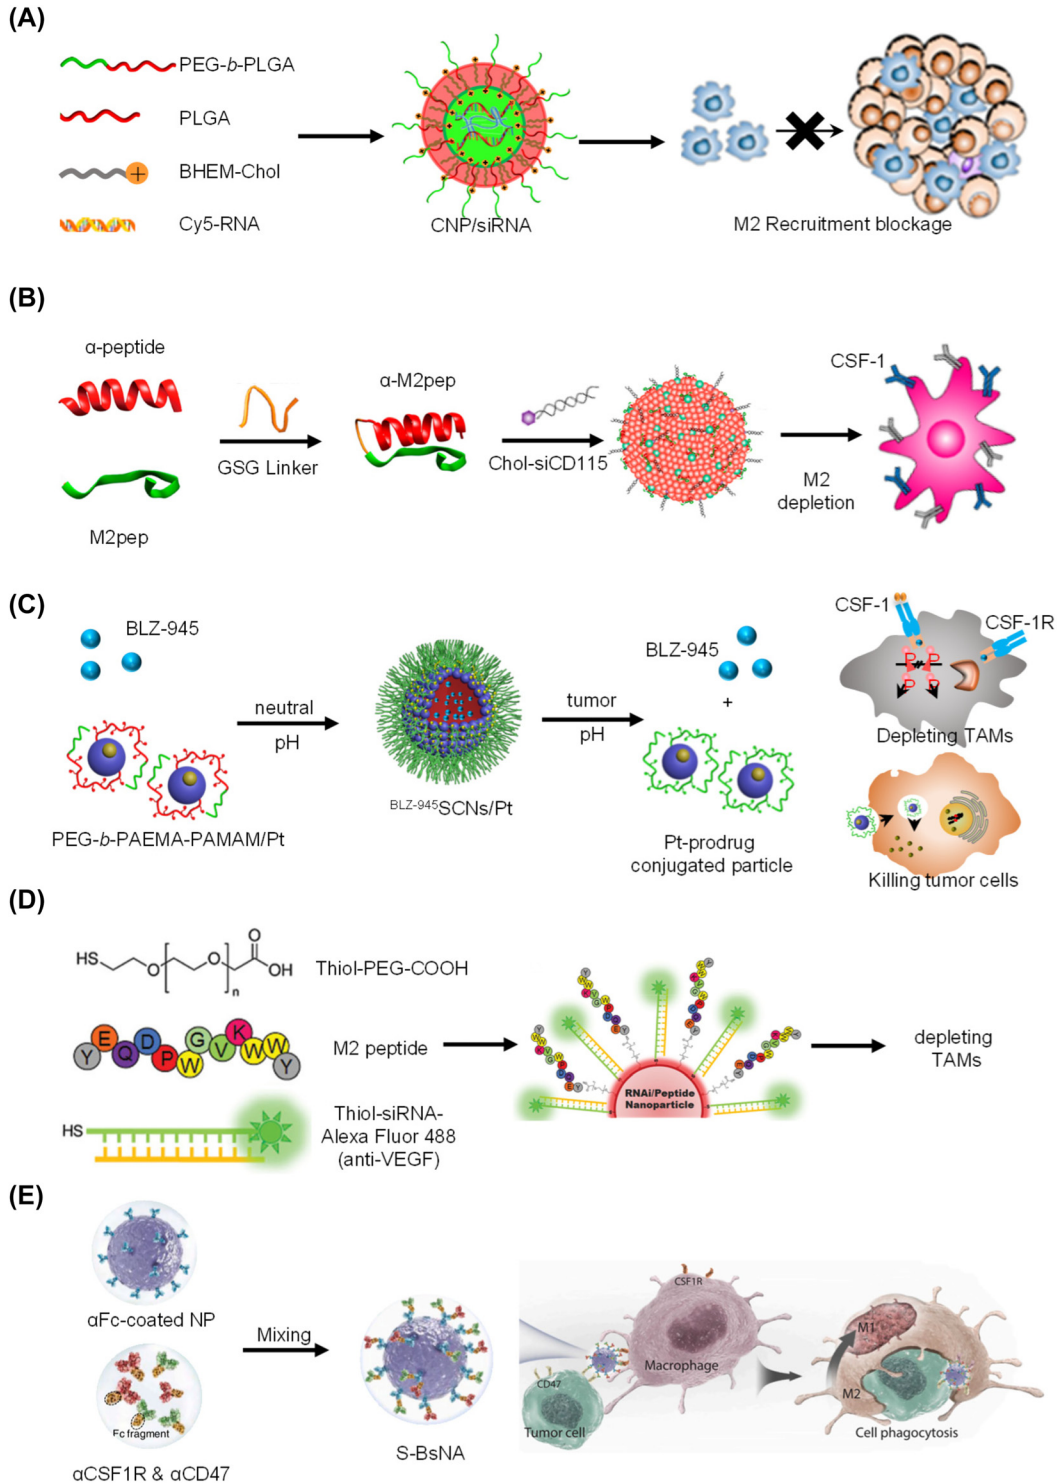 (A)
PEG-b-PLGA
PLGA
BHEM-Chol
+
Cy5-RNA
CNP/siRNA
M2 Recruitment blockage
(B)
α-peptide
M2pep
GSG Linker
α-M2pep
Chol-siCD115
M2
depletion
CSF-1
(C)
BLZ-945
PEG-b-PAEMA-PAMAM/Pt
neutral
pH
BLZ-945SCNs/Pt
tumor
pH
BLZ-945
+
Pt-prodrug
conjugated particle
CSF-1
CSF-1R
P P
P P
Depleting TAMs
Killing tumor cells
(D)
HS
O
O
O
OH
n
Thiol-PEG-COOH
Y E Q D P W G V K W W Y
M2 peptide
HS
Thiol-siRNA-
Alexa Fluor 488
(anti-VEGF)
RNAi/Peptide
Nanoparticle
depleting
TAMs
(E)
αFc-coated NP
Fc fragment
αCSF1R & αCD47
Mixing
S-BsNA
CSF1R
Macrophage
CD47
Tumor cell
M1
M2
Cell phagocytosis